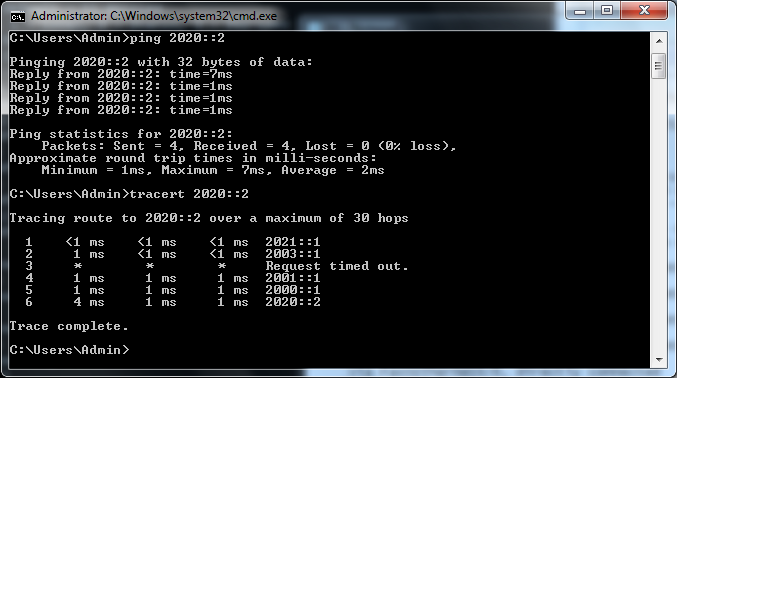 Administrator: C:\Windows\system32\cmd.exe
C:\Users\Admin>ping 2020::2
Pinging 2020::2 with 32 bytes of data:
Reply from 2020::2: time=7ms
Reply from 2020::2: time=1ms
Reply from 2020::2: time=1ms
Reply from 2020::2: time=1ms
Ping statistics for 2020::2:
    Packets: Sent = 4, Received = 4, Lost = 0 (0% loss),
Approximate round trip times in milli-seconds:
    Minimum = 1ms, Maximum = 7ms, Average = 2ms
C:\Users\Admin>tracert 2020::2
Tracing route to 2020::2 over a maximum of 30 hops
  1    <1 ms    <1 ms    <1 ms  2021::1
  2     1 ms    <1 ms    <1 ms  2003::1
  3     *        *        *     Request timed out.
  4     1 ms     1 ms     1 ms  2001::1
  5     1 ms     1 ms     1 ms  2000::1
  6     4 ms     1 ms     1 ms  2020::2
Trace complete.
C:\Users\Admin>